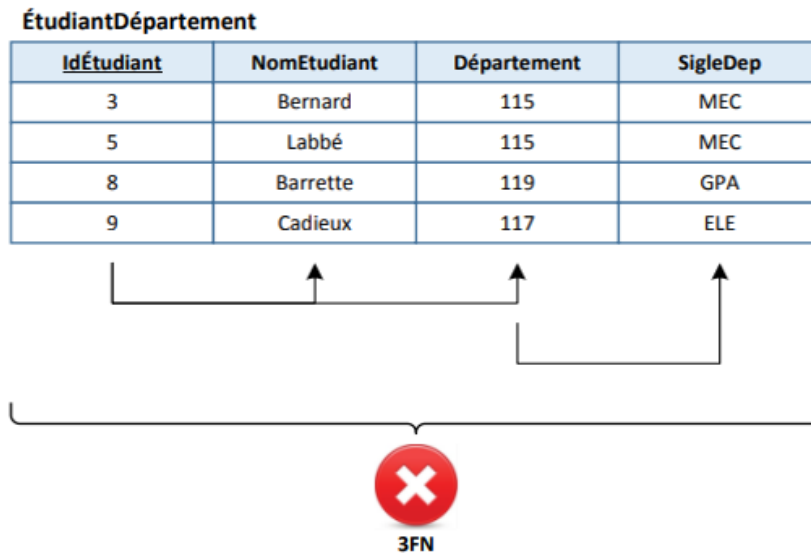 ÉtudiantDépartement
IdÉtudiant NomEtudiant Département SigleDep
3 Bernard 115 MEC
5 Labbé 115 MEC
8 Barrette 119 GPA
9 Cadieux 117 ELE
3FN